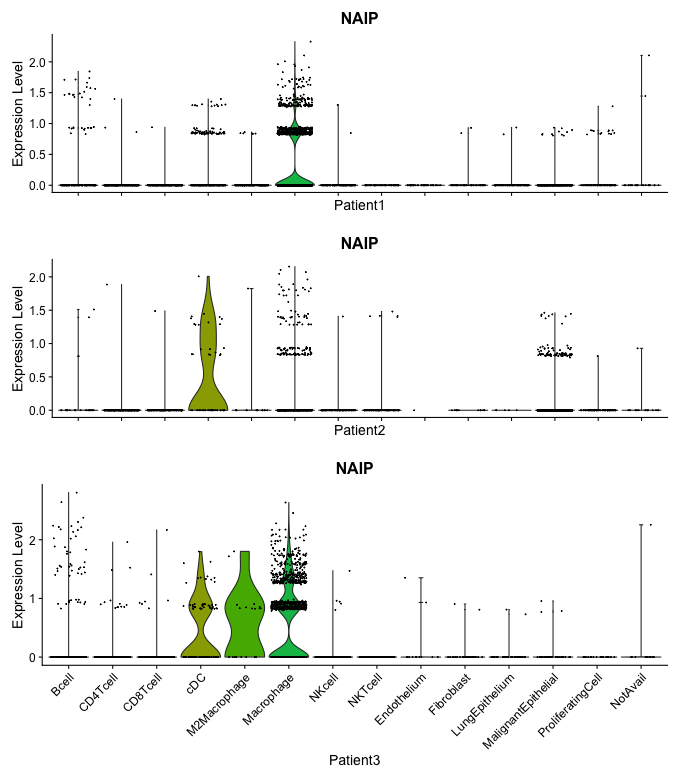 NAIP
Expression Level
2.0
1.5
1.0
0.5
0.0
Patient1
NAIP
Expression Level
2.0
1.5
1.0
0.5
0.0
Patient2
NAIP
Expression Level
2
1
0
Bcell
CD4Tcell
CD8Tcell
cDC
M2Macrophage
Macrophage
NKcell
NKTcell
Endothelium
Fibroblast
LungEpithelium
MalignantEpithelial
ProliferatingCell
NotAvail
Patient3